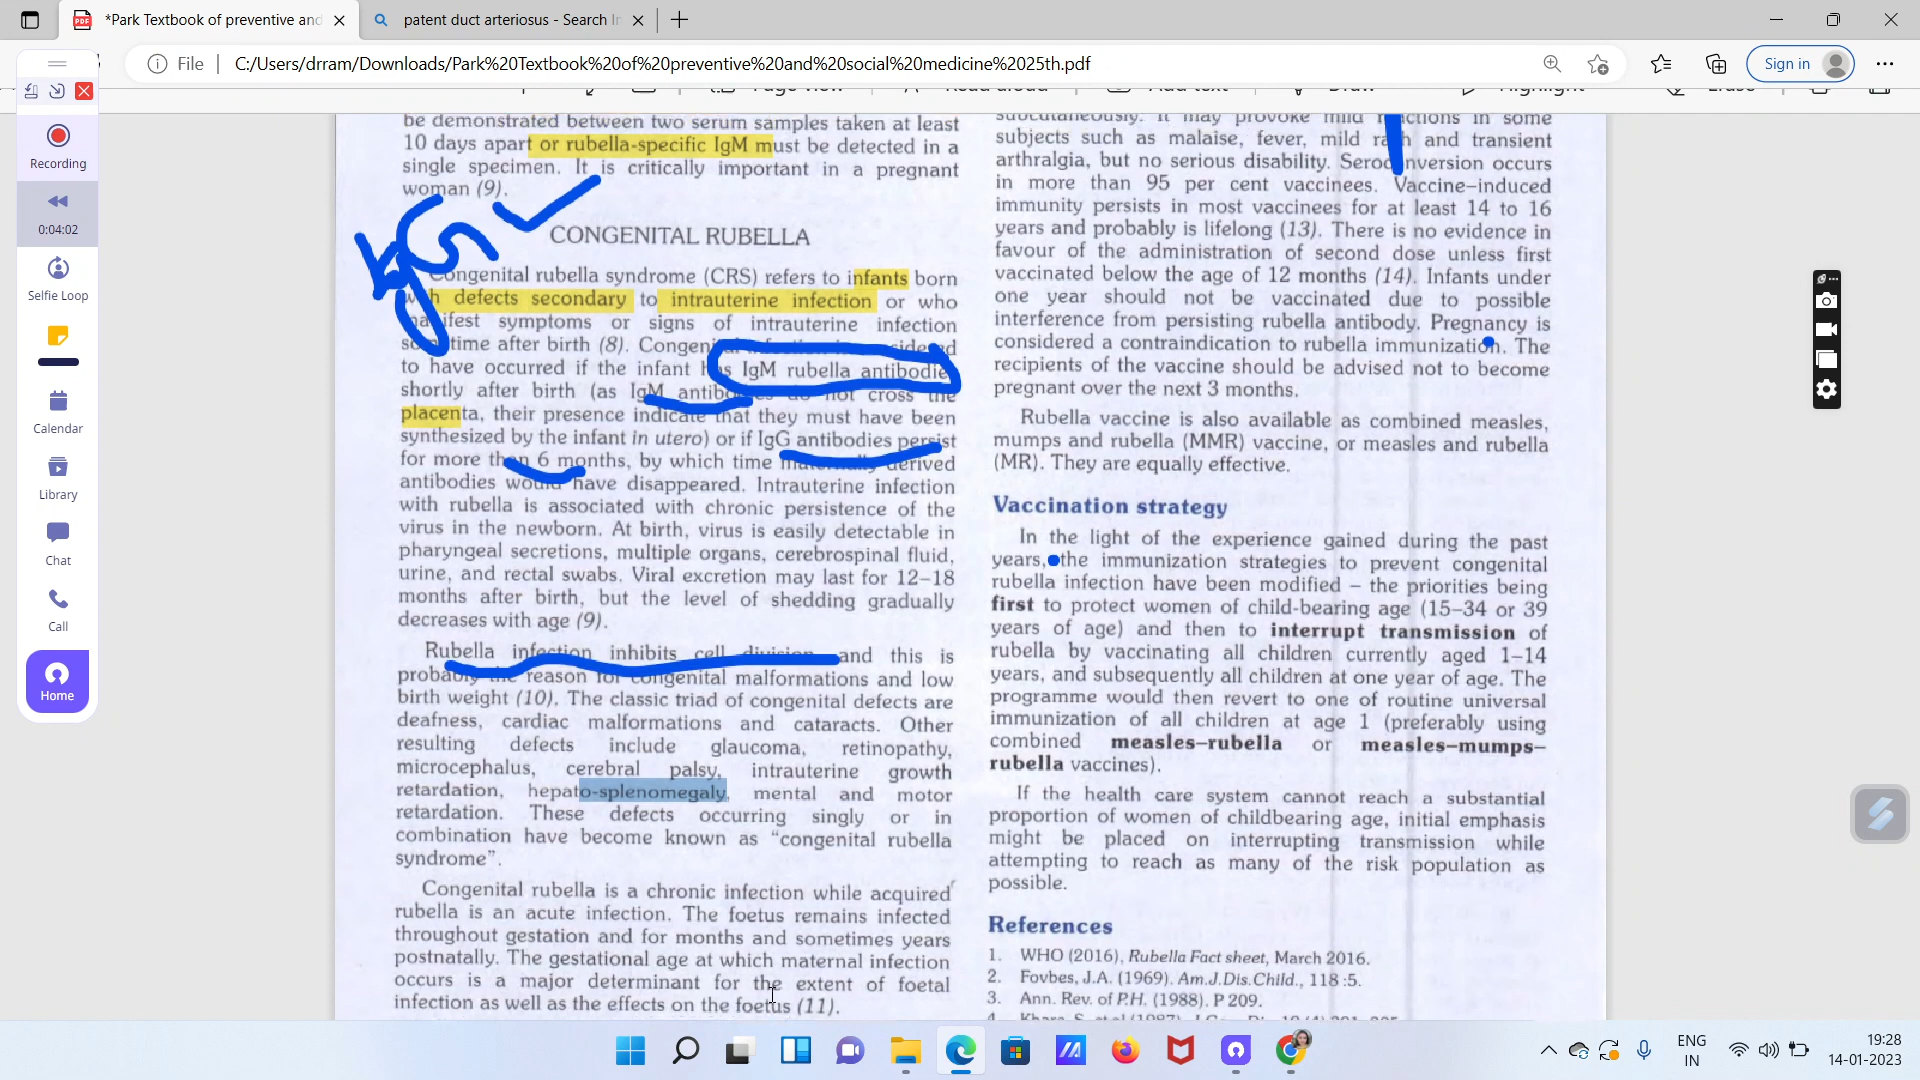 *Park Textbook of preventive and
patent duct arteriosus - Search In
File
C:/Users/drram/Downloads/Park%20Textbook%20of%20preventive%20and%20social%20medicine%2025th.pdf
Sign in
Recording
0:04:02
Selfie Loop
Calendar
Library
Chat
Call
Home
be demonstrated between two serum samples taken at least
10 days apart or rubella-specific IgM must be detected in a
single specimen. It is critically important in a pregnant
woman (9).
CONGENITAL RUBELLA
Congenital rubella syndrome (CRS) refers to infants born
with defects secondary to intrauterine infection or who
manifest symptoms or signs of intrauterine infection
sometime after birth (8). Congenital
to have occurred if the infant has IgM rubella antibodies
shortly after birth (as IgM antibodies do not cross the
placenta, their presence indicate that they must have been
synthesized by the infant in utero) or if IgG antibodies persist
for more than 6 months, by which time maternally derived
antibodies would have disappeared. Intrauterine infection
with rubella is associated with chronic persistence of the
virus in the newborn. At birth, virus is easily detectable in
pharyngeal secretions, multiple organs, cerebrospinal fluid,
urine, and rectal swabs. Viral excretion may last for 12–18
months after birth, but the level of shedding gradually
decreases with age (9).
Rubella infection inhibits cell division and this is
probably the reason for congenital malformations and low
birth weight (10). The classic triad of congenital defects are
deafness, cardiac malformations and cataracts. Other
resulting defects include glaucoma, retinopathy,
microcephalus, cerebral palsy, intrauterine growth
retardation, hepato-splenomegaly, mental and motor
retardation. These defects occurring singly or in
combination have become known as “congenital rubella
syndrome”.
Congenital rubella is a chronic infection while acquired
rubella is an acute infection. The foetus remains infected
throughout gestation and for months and sometimes years
postnatally. The gestational age at which maternal infection
occurs is a major determinant for the extent of foetal
infection as well as the effects on the foetus (11).
subcutaneously. It may provoke mild reactions in some
subjects such as malaise, fever, mild rash and transient
arthralgia, but no serious disability. Seroconversion occurs
in more than 95 per cent vaccinees. Vaccine–induced
immunity persists in most vaccinees for at least 14 to 16
years and probably is lifelong (13). There is no evidence in
favour of the administration of second dose unless first
vaccinated below the age of 12 months (14). Infants under
one year should not be vaccinated due to possible
interference from persisting rubella antibody. Pregnancy is
considered a contraindication to rubella immunization. The
recipients of the vaccine should be advised not to become
pregnant over the next 3 months.
Rubella vaccine is also available as combined measles,
mumps and rubella (MMR) vaccine, or measles and rubella
(MR). They are equally effective.
Vaccination strategy
In the light of the experience gained during the past
years, the immunization strategies to prevent congenital
rubella infection have been modified – the priorities being
first to protect women of child-bearing age (15–34 or 39
years of age) and then to interrupt transmission of
rubella by vaccinating all children currently aged 1–14
years, and subsequently all children at one year of age. The
programme would then revert to one of routine universal
immunization of all children at age 1 (preferably using
combined measles–rubella or measles–mumps–
rubella vaccines).
If the health care system cannot reach a substantial
proportion of women of childbearing age, initial emphasis
might be placed on interrupting transmission while
attempting to reach as many of the risk population as
possible.
References
1. WHO (2016), Rubella Fact sheet, March 2016.
2. Fovbes, J.A. (1969). Am.J.Dis.Child., 118 :5.
3. Ann. Rev. of P.H. (1988). P 209.
ENG
IN
19:28
14-01-2023